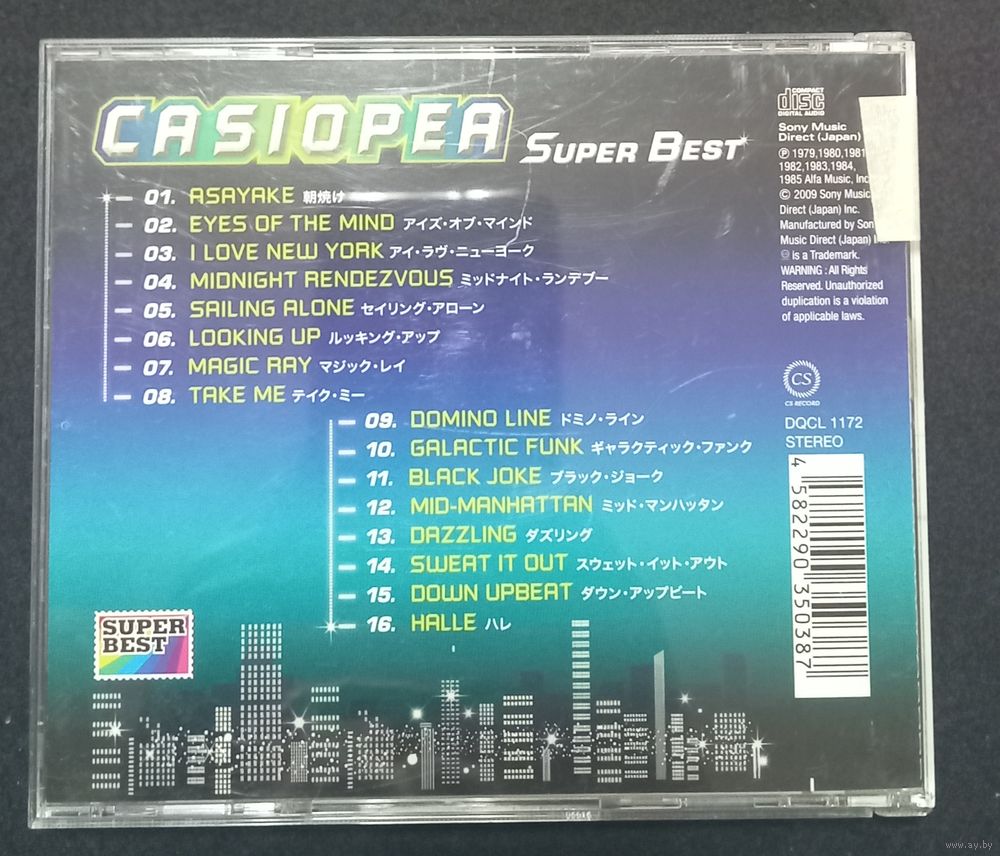 CASIOPEA SUPER BEST
01. ASAYAKE 朝焼け
02. EYES OF THE MIND アイズ・オブ・マインド
03. I LOVE NEW YORK アイ・ラヴ・ニューヨーク
04. MIDNIGHT RENDEZVOUS ミッドナイト・ランデブー
05. SAILING ALONE セイリング・アローン
06. LOOKING UP ルッキング・アップ
07. MAGIC RAY マジック・レイ
08. TAKE ME テイク・ミー
09. DOMINO LINE ドミノ・ライン
10. GALACTIC FUNK ギャラクティック・ファンク
11. BLACK JOKE ブラック・ジョーク
12. MID-MANHATTAN ミッド・マンハッタン
13. DAZZLING ダズリング
14. SWEAT IT OUT スウェット・イット・アウト
15. DOWN UPBEAT ダウン・アップビート
16. HALLE ハレ
COMPACT
disc
DIGITAL AUDIO
Sony Music
Direct (Japan)
℗ 1979,1980,1981
1982,1983,1984,
1985 Alfa Music, Inc
© 2009 Sony Music
Direct (Japan) Inc.
Manufactured by Son
Music Direct (Japan)
is a Trademark.
WARNING : All Rights
Reserved. Unauthorized
duplication is a violation
of applicable laws.
CS
CS RECORD
DQCL 1172
STEREO
4 582290 350387
SUPER
BEST
www.ay.by